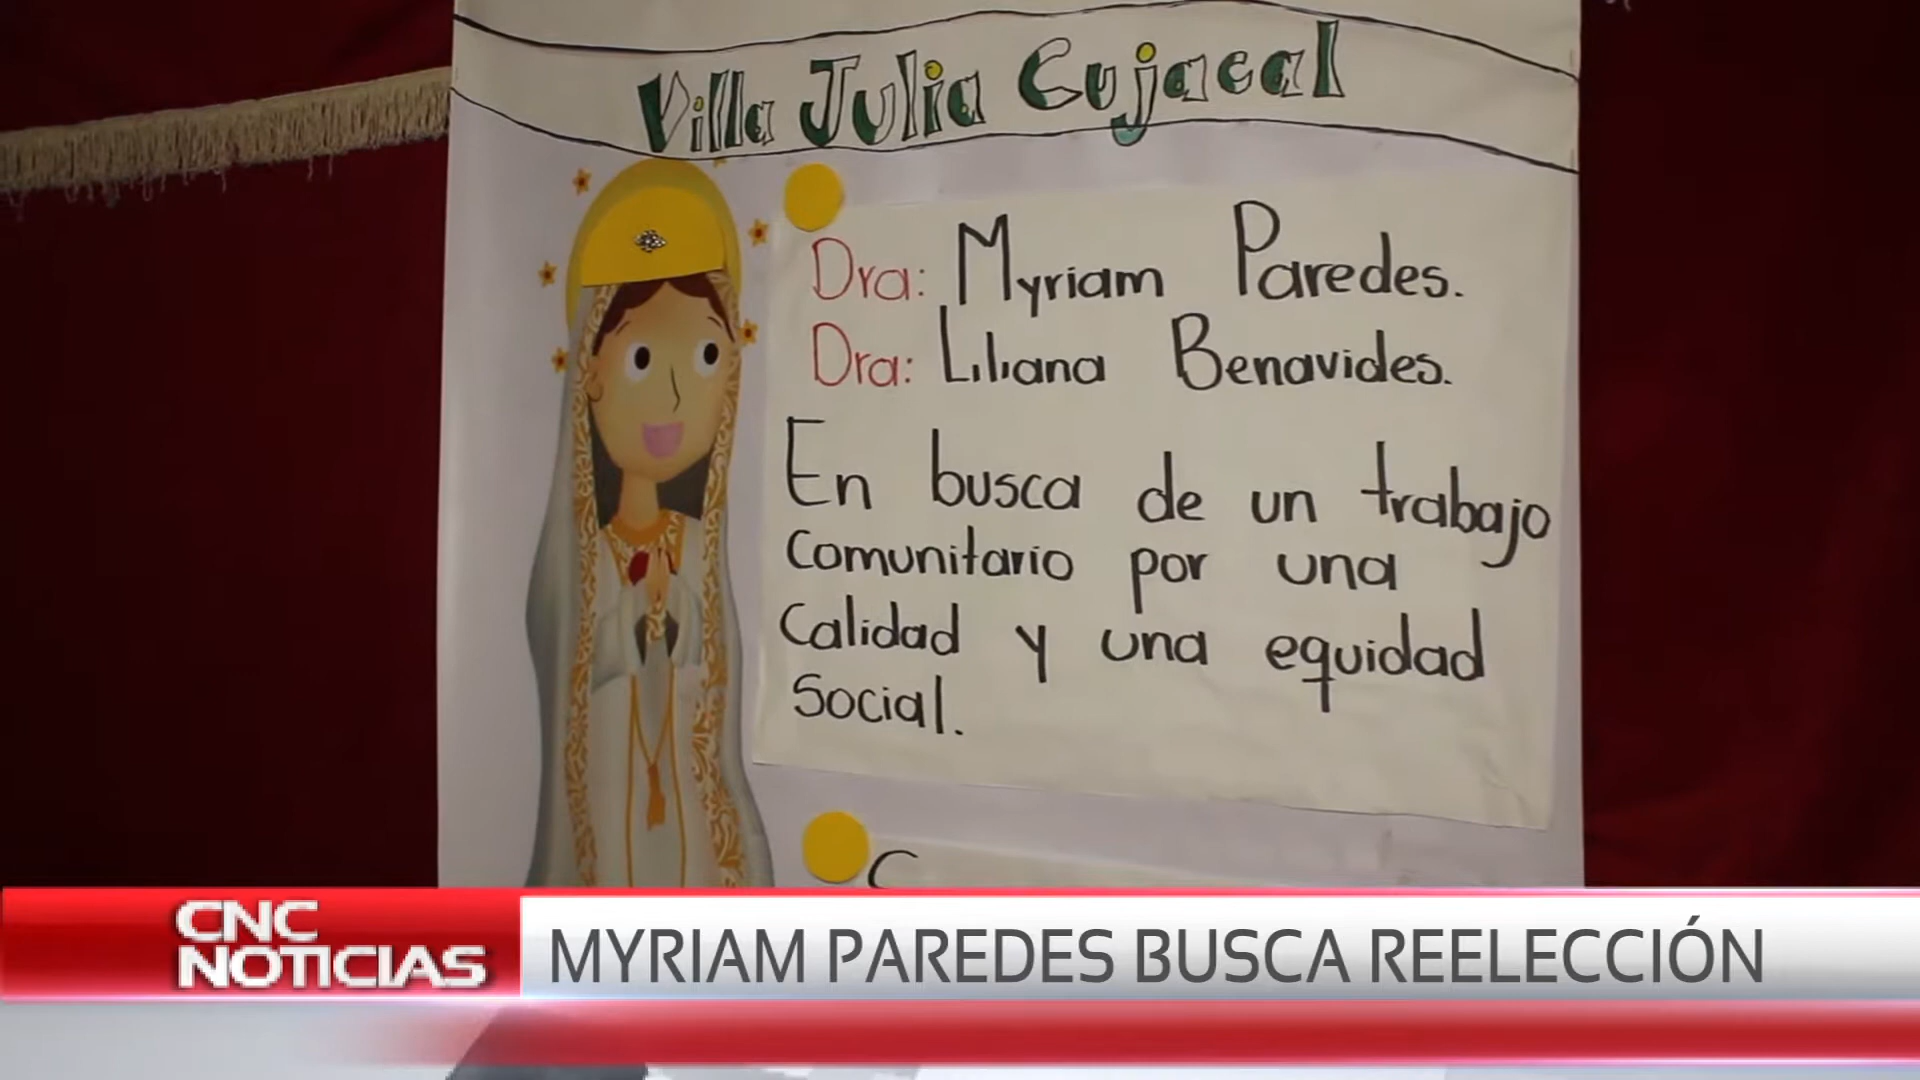 Villa Julia Cujacal
Dra: Myriam Paredes.
Dra: Liliana Benavides.
En busca de un trabajo
Comunitario por una
Calidad y una equidad
Social.
C
CNC
NOTICIAS
MYRIAM PAREDES BUSCA REELECCIÓN